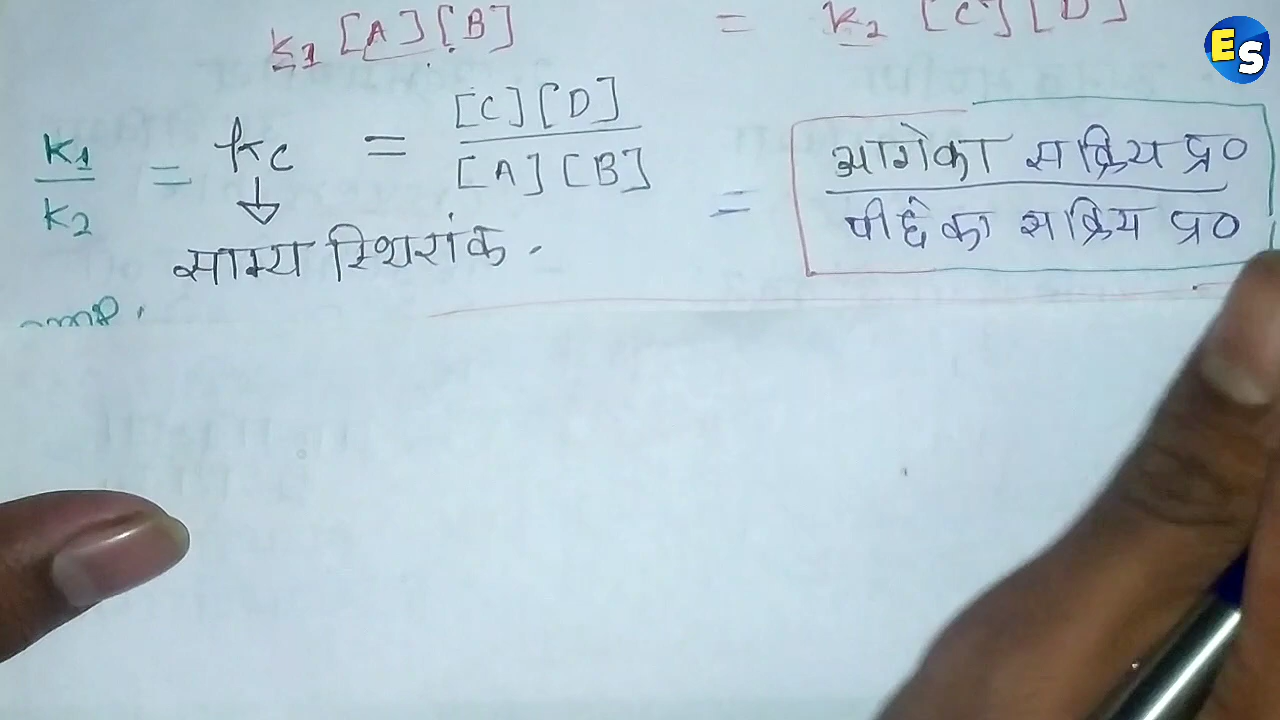 k1 [A][B] = k2 [C][D]
k1/k2 = kc = [C][D]/[A][B] = आगे का सक्रिय प्र०/पीछे का सक्रिय प्र०
साम्य स्थिरांक.
ES